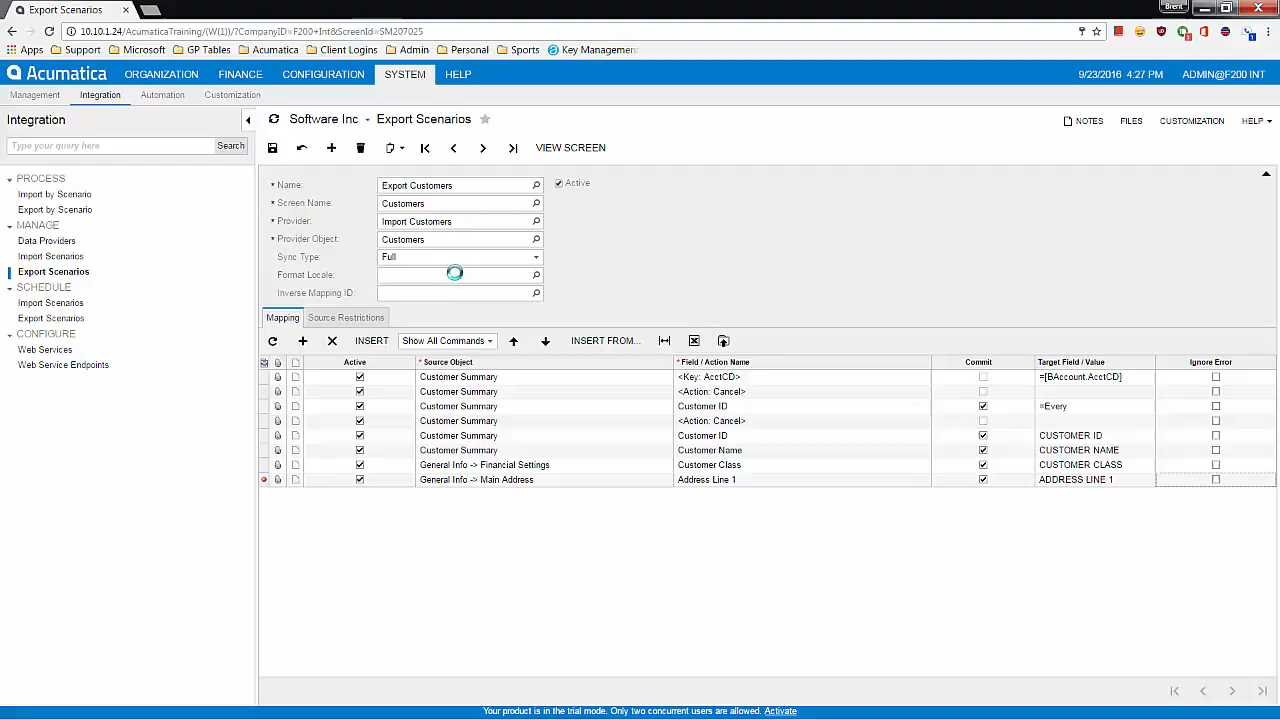 Export Scenarios
Brent
10.10.1.24/AcumaticaTraining/(W(1))/?CompanyID=F200+Int&ScreenId=SM207025
Apps Support Microsoft GP Tables Acumatica Client Logins Admin Personal Sports Key Managemen
Acumatica ORGANIZATION FINANCE CONFIGURATION SYSTEM HELP 9/23/2016 4:27 PM ADMIN@F200 INT
Management Integration Automation Customization
Integration
Software Inc Export Scenarios
NOTES FILES CUSTOMIZATION HELP
Type your query here Search
VIEW SCREEN
PROCESS
Import by Scenario
Export by Scenario
MANAGE
Data Providers
Import Scenarios
Export Scenarios
SCHEDULE
Import Scenarios
Export Scenarios
CONFIGURE
Web Services
Web Service Endpoints
* Name: Export Customers Active
* Screen Name: Customers
* Provider: Import Customers
* Provider Object: Customers
Sync Type: Full
Format Locale:
Inverse Mapping ID:
Mapping Source Restrictions
INSERT Show All Commands INSERT FROM...
Active * Source Object * Field / Action Name Commit Target Field / Value Ignore Error
Customer Summary <Key: AcctCD> =[BAccount.AcctCD]
Customer Summary <Action: Cancel>
Customer Summary Customer ID =Every
Customer Summary <Action: Cancel>
Customer Summary Customer ID CUSTOMER ID
Customer Summary Customer Name CUSTOMER NAME
General Info -> Financial Settings Customer Class CUSTOMER CLASS
General Info -> Main Address Address Line 1 ADDRESS LINE 1
Your product is in the trial mode. Only two concurrent users are allowed. Activate